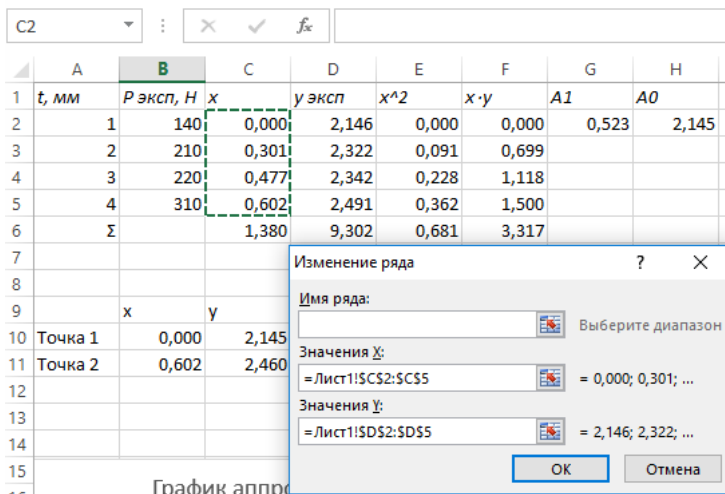 C2 fx
A B C D E F G H
1 t, мм P эксп, Н x y эксп x^2 x·y A1 A0
2 1 140 0,000 2,146 0,000 0,000 0,523 2,145
3 2 210 0,301 2,322 0,091 0,699
4 3 220 0,477 2,342 0,228 1,118
5 4 310 0,602 2,491 0,362 1,500
6 Σ 1,380 9,302 0,681 3,317
7 Изменение ряда ? ×
8
9 x y Имя ряда:
Выберите диапазон
10 Точка 1 0,000 2,145
Значения X:
11 Точка 2 0,602 2,460 =Лист1!$C$2:$C$5 = 0,000; 0,301; ...
12
Значения Y:
13
14 =Лист1!$D$2:$D$5 = 2,146; 2,322; ...
15 ОК Отмена
График аппро